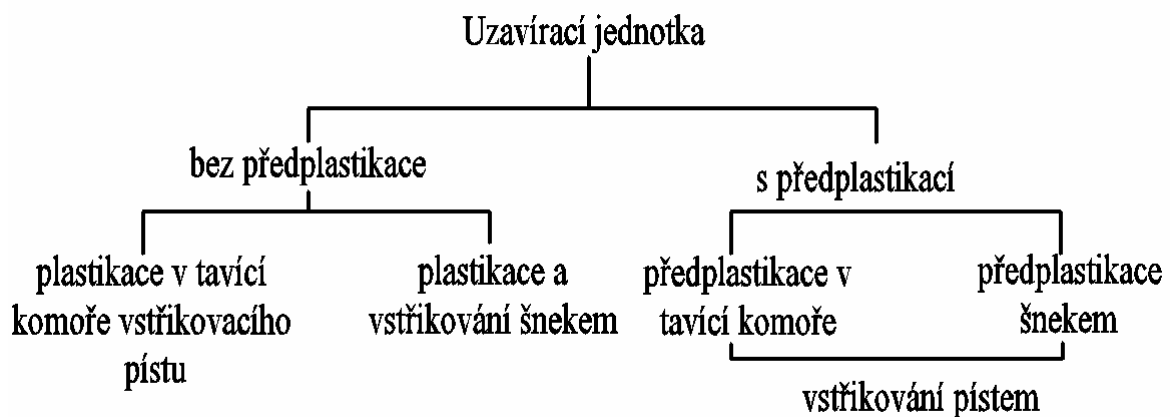 Uzavírací jednotka
bez předplastikace
s předplastikací
plastikace v tavící
komoře vstřikovacího
pístu
plastikace a
vstřikování šnekem
předplastikace v
tavící komoře
předplastikace
šnekem
vstřikování pístem